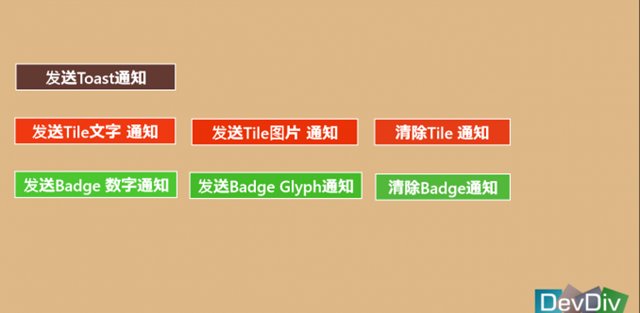 发送Toast通知
发送Tile文字 通知
发送Tile图片 通知
清除Tile 通知
发送Badge 数字通知
发送Badge Glyph通知
清除Badge通知
DevDiv